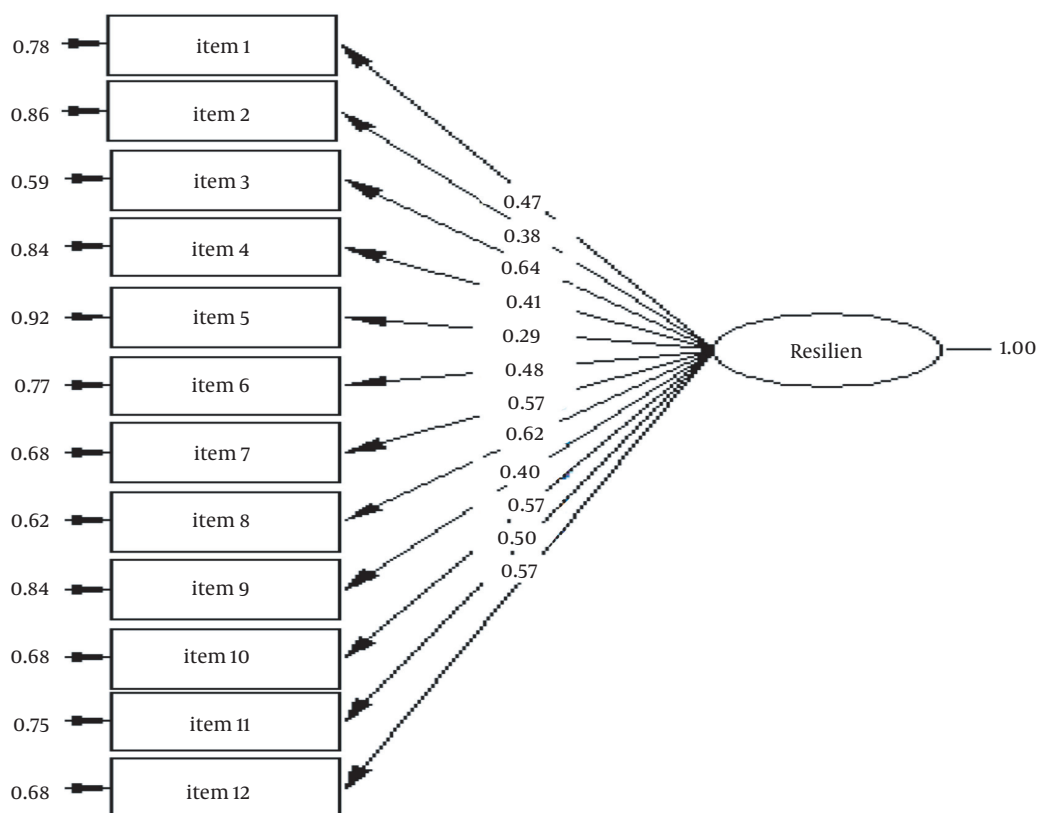 0.78 item 1
0.86 item 2
0.59 item 3
0.84 item 4
0.92 item 5
0.77 item 6
0.68 item 7
0.62 item 8
0.84 item 9
0.68 item 10
0.75 item 11
0.68 item 12
0.47
0.38
0.64
0.41
0.29
0.48
0.57
0.62
0.40
0.57
0.50
0.57
Resilien 1.00